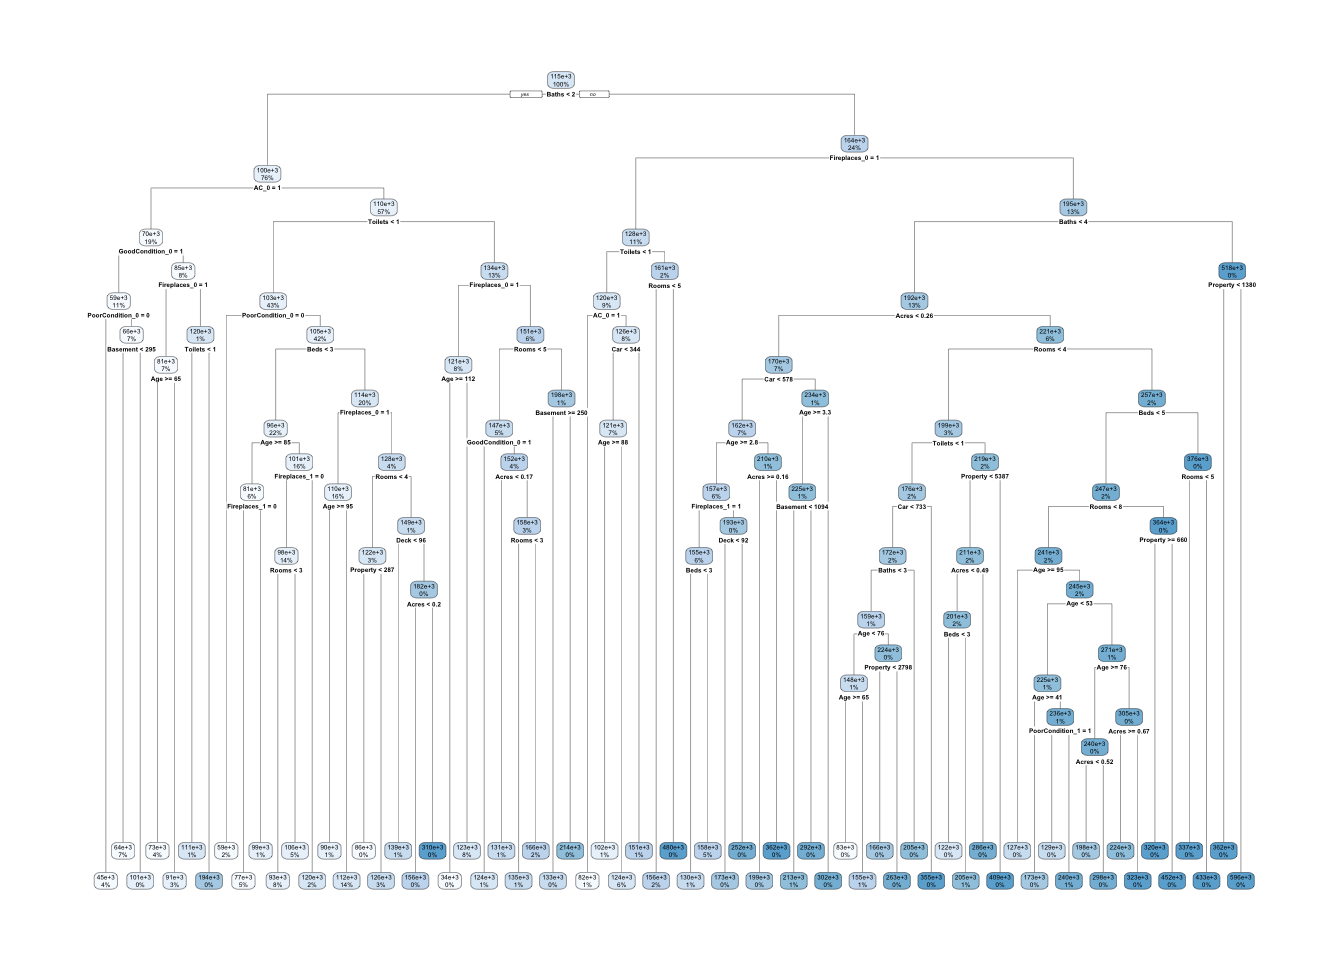 115e+3
100%
yes
Baths < 2
no
164e+3
24%
Fireplaces_0 = 1
100e+3
76%
AC_0 = 1
110e+3
57%
Toilets < 1
195e+3
13%
Baths < 4
70e+3
19%
GoodCondition_0 = 1
128e+3
11%
Toilets < 1
85e+3
8%
Fireplaces_0 = 1
134e+3
13%
Fireplaces_0 = 1
161e+3
2%
Rooms < 5
518e+3
0%
Property < 1380
59e+3
11%
PoorCondition_0 = 0
103e+3
43%
PoorCondition_0 = 0
120e+3
9%
AC_0 = 1
192e+3
13%
Acres < 0.26
66e+3
7%
Basement < 295
120e+3
1%
Toilets < 1
105e+3
42%
Beds < 3
151e+3
6%
Rooms < 5
126e+3
8%
Car < 344
221e+3
6%
Rooms < 4
81e+3
7%
Age >= 65
121e+3
8%
Age >= 112
170e+3
7%
Car < 578
114e+3
20%
Fireplaces_0 = 1
198e+3
1%
Basement >= 250
234e+3
1%
Age >= 3.3
257e+3
2%
Beds < 5
96e+3
22%
Age >= 85
147e+3
5%
GoodCondition_0 = 1
121e+3
7%
Age >= 88
162e+3
7%
Age >= 2.8
199e+3
3%
Toilets < 1
101e+3
16%
Fireplaces_1 = 0
128e+3
4%
Rooms < 4
152e+3
4%
Acres < 0.17
210e+3
1%
Acres >= 0.16
219e+3
2%
Property < 5387
376e+3
0%
Rooms < 5
81e+3
6%
Fireplaces_1 = 0
110e+3
16%
Age >= 95
157e+3
6%
Fireplaces_1 = 1
225e+3
1%
Basement < 1094
176e+3
2%
Car < 733
247e+3
2%
Rooms < 8
149e+3
1%
Deck < 96
158e+3
3%
Rooms < 3
193e+3
0%
Deck < 92
364e+3
0%
Property >= 660
98e+3
14%
Rooms < 3
122e+3
3%
Property < 287
155e+3
6%
Beds < 3
172e+3
2%
Baths < 3
211e+3
2%
Acres < 0.49
241e+3
2%
Age >= 95
182e+3
0%
Acres < 0.2
245e+3
2%
Age < 53
159e+3
1%
Age < 76
201e+3
2%
Beds < 3
224e+3
0%
Property < 2798
271e+3
1%
Age >= 76
148e+3
1%
Age >= 65
225e+3
1%
Age >= 41
236e+3
1%
PoorCondition_1 = 1
305e+3
0%
Acres >= 0.67
240e+3
0%
Acres < 0.52
64e+3 73e+3 111e+3 59e+3 99e+3 106e+3 90e+3 86e+3 139e+3 310e+3 123e+3 131e+3 166e+3 214e+3 102e+3 151e+3 480e+3 158e+3 252e+3 362e+3 292e+3 83e+3 166e+3 205e+3 122e+3 286e+3 127e+3 129e+3 198e+3 224e+3 320e+3 337e+3 362e+3
7% 4% 1% 2% 1% 5% 1% 0% 1% 0% 8% 1% 2% 0% 1% 1% 0% 5% 0% 0% 0% 0% 0% 0% 0% 0% 0% 0% 0% 0% 0% 0% 0%
45e+3 101e+3 91e+3 194e+3 77e+3 93e+3 120e+3 112e+3 126e+3 156e+3 34e+3 124e+3 135e+3 133e+3 82e+3 124e+3 156e+3 130e+3 173e+3 199e+3 213e+3 302e+3 155e+3 263e+3 355e+3 205e+3 409e+3 173e+3 240e+3 298e+3 323e+3 452e+3 433e+3 596e+3
4% 0% 3% 0% 5% 8% 2% 14% 3% 0% 0% 1% 1% 0% 1% 6% 2% 1% 0% 0% 1% 0% 1% 0% 0% 1% 0% 0% 1% 0% 0% 0% 0% 0%